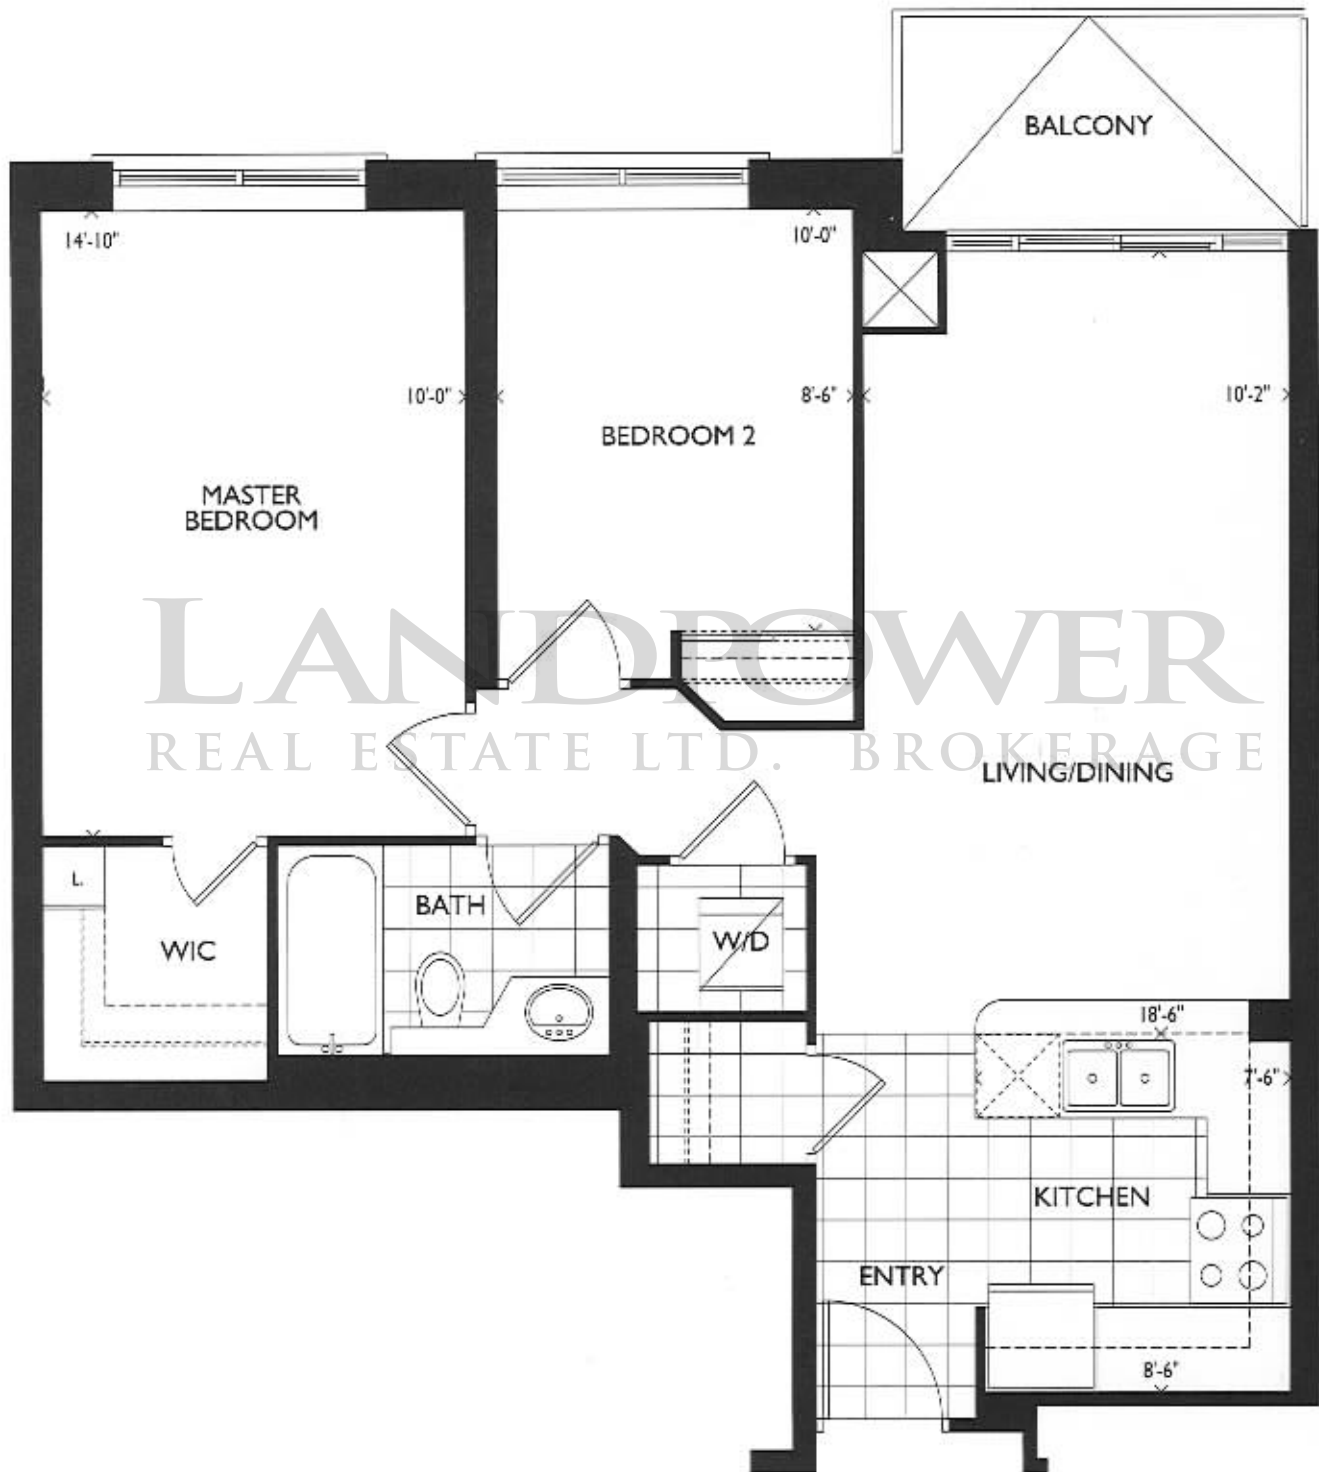 BALCONY
14'-10"
10'-0"
10'-0"
8'-6"
10'-2"
BEDROOM 2
MASTER
BEDROOM
LANDPOWER
REAL ESTATE LTD. BROKERAGE
LIVING/DINING
L.
BATH
WIC
W/D
18'-6"
7'-6"
KITCHEN
ENTRY
8'-6"